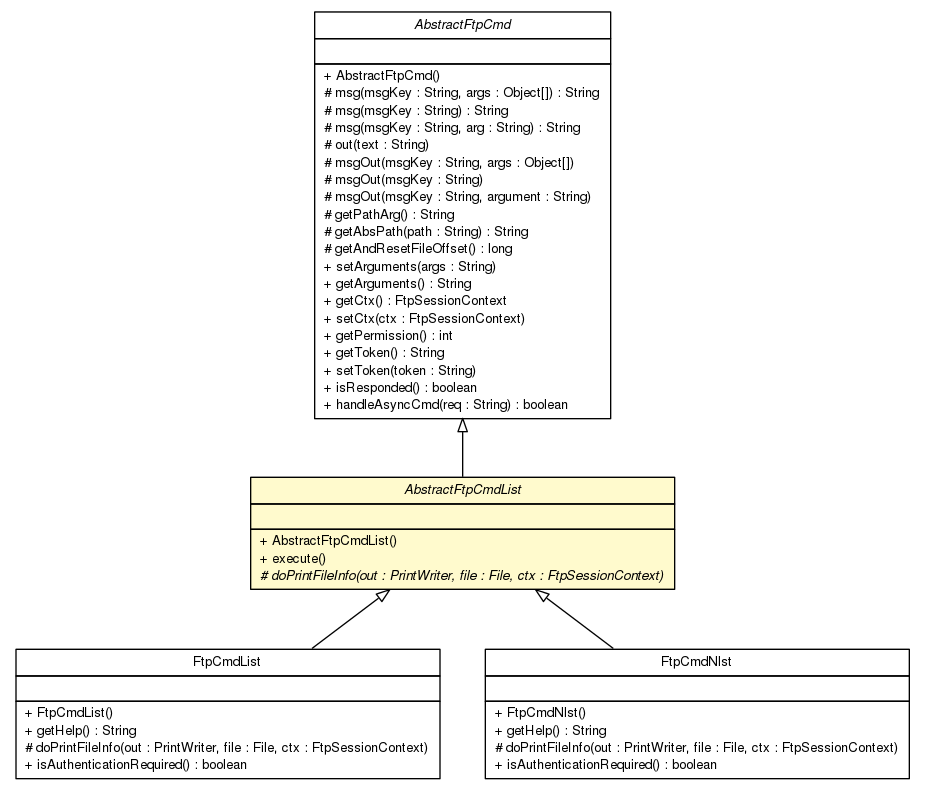 AbstractFtpCmd
+ AbstractFtpCmd()
# msg(msgKey : String, args : Object[]) : String
# msg(msgKey : String) : String
# msg(msgKey : String, arg : String) : String
# out(text : String)
# msgOut(msgKey : String, args : Object[])
# msgOut(msgKey : String)
# msgOut(msgKey : String, argument : String)
# getPathArg() : String
# getAbsPath(path : String) : String
# getAndResetFileOffset() : long
+ setArguments(args : String)
+ getArguments() : String
+ getCtx() : FtpSessionContext
+ setCtx(ctx : FtpSessionContext)
+ getPermission() : int
+ getToken() : String
+ setToken(token : String)
+ isResponded() : boolean
+ handleAsyncCmd(req : String) : boolean
AbstractFtpCmdList
+ AbstractFtpCmdList()
+ execute()
# doPrintFileInfo(out : PrintWriter, file : File, ctx : FtpSessionContext)
FtpCmdList
+ FtpCmdList()
+ getHelp() : String
# doPrintFileInfo(out : PrintWriter, file : File, ctx : FtpSessionContext)
+ isAuthenticationRequired() : boolean
FtpCmdNlst
+ FtpCmdNlst()
+ getHelp() : String
# doPrintFileInfo(out : PrintWriter, file : File, ctx : FtpSessionContext)
+ isAuthenticationRequired() : boolean